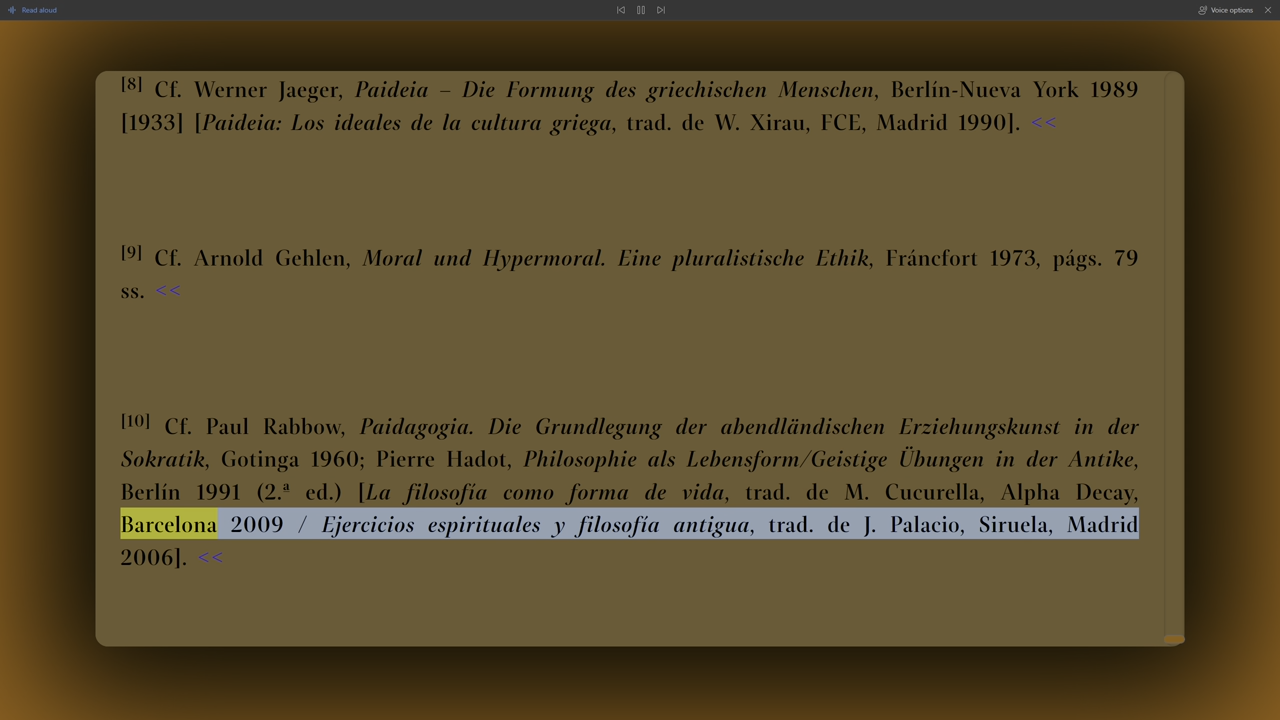 Read aloud
Voice options
[8] Cf. Werner Jaeger, Paideia – Die Formung des griechischen Menschen, Berlín-Nueva York 1989
[1933] [Paideia: Los ideales de la cultura griega, trad. de W. Xirau, FCE, Madrid 1990]. <<
[9] Cf. Arnold Gehlen, Moral und Hypermoral. Eine pluralistische Ethik, Fráncfort 1973, págs. 79
ss. <<
[10] Cf. Paul Rabbow, Paidagogia. Die Grundlegung der abendländischen Erziehungskunst in der
Sokratik, Gotinga 1960; Pierre Hadot, Philosophie als Lebensform/Geistige Übungen in der Antike,
Berlín 1991 (2.ª ed.) [La filosofía como forma de vida, trad. de M. Cucurella, Alpha Decay,
Barcelona 2009 / Ejercicios espirituales y filosofía antigua, trad. de J. Palacio, Siruela, Madrid
2006]. <<